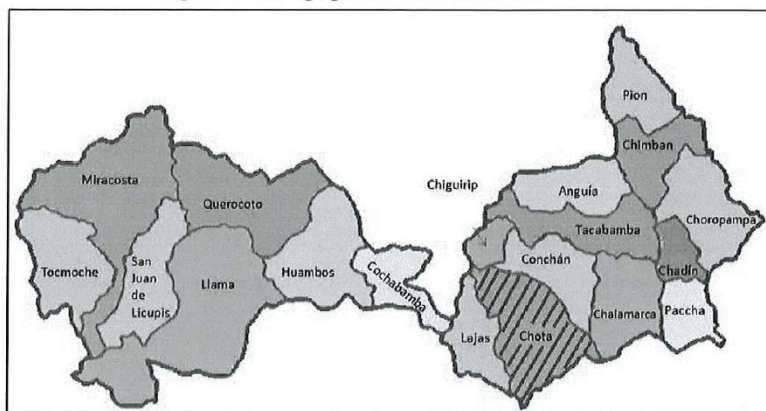 Pion
Chimban
Miracosta
Chiguirip
Anguía
Querocoto
Choropampa
Tacabamba
San Juan de Licupis
Tocmoche
Conchán
Chadín
Huambos
Cochabamba
Llama
Chalamarca
Paccha
Lajas
Chota